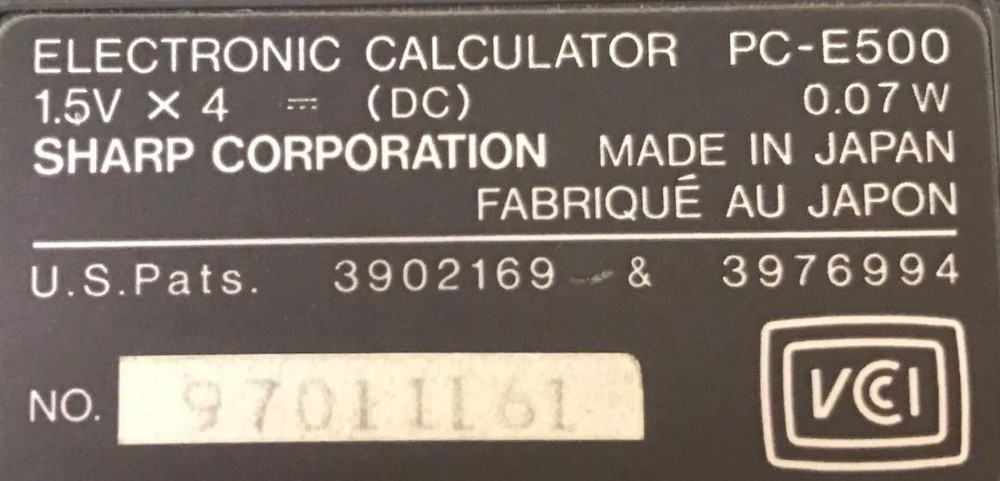 ELECTRONIC CALCULATOR PC-E500
1.5V × 4 ⎓ (DC) 0.07W
SHARP CORPORATION MADE IN JAPAN
FABRIQUÉ AU JAPON
U.S.Pats. 3902169 & 3976994
NO. 97011161
VCCI